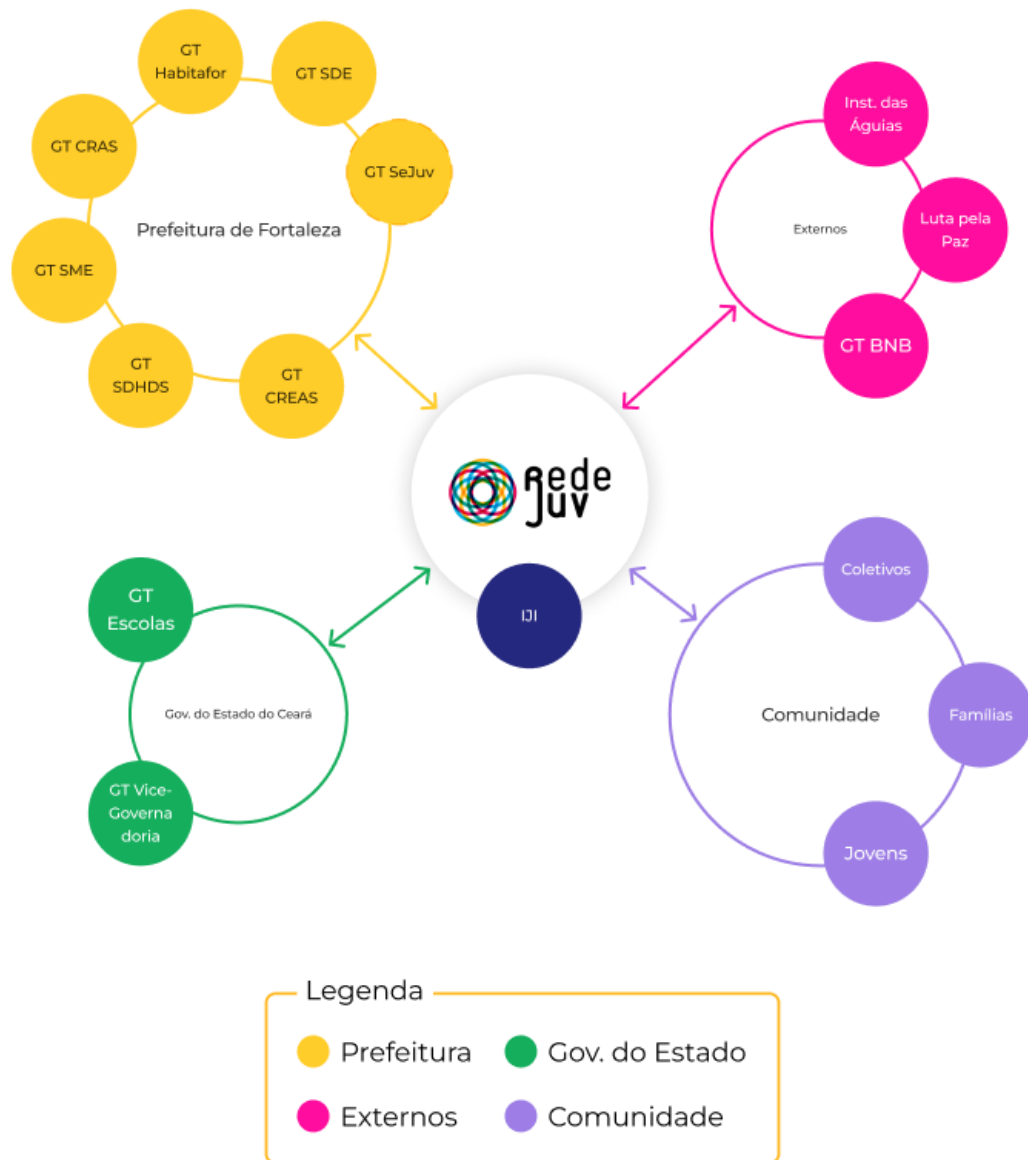 GT
Habitafor
GT SDE
GT CRAS
GT SeJuv
Prefeitura de Fortaleza
GT SME
GT
SDHDS
GT
CREAS
Inst. das
Águias
Externos
Luta pela
Paz
GT BNB
Rede
Juv
IJI
GT
Escolas
Gov. do Estado do Ceará
GT Vice-
Governa
doria
Coletivos
Comunidade
Famílias
Jovens
Legenda
Prefeitura
Gov. do Estado
Externos
Comunidade